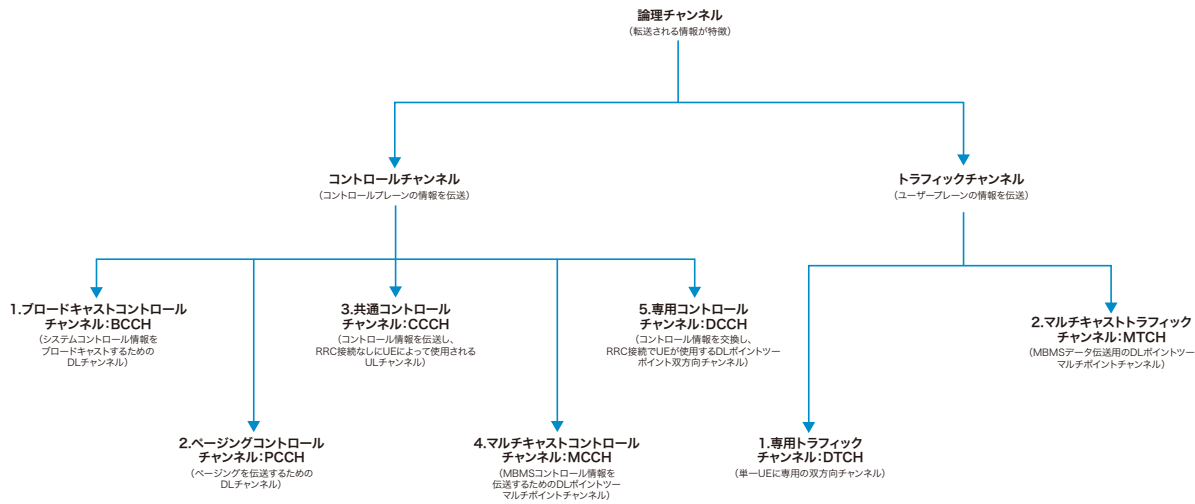 論理チャンネル
（転送される情報が特徴）
コントロールチャンネル
（コントロールプレーンの情報を伝送）
トラフィックチャンネル
（ユーザープレーンの情報を伝送）
1.ブロードキャストコントロール
チャンネル：BCCH
（システムコントロール情報を
ブロードキャストするための
DLチャンネル）
2.ページングコントロール
チャンネル：PCCH
（ページングを伝送するための
DLチャンネル）
3.共通コントロール
チャンネル：CCCH
（コントロール情報を伝送し、
RRC接続なしにUEによって使用される
ULチャンネル）
4.マルチキャストコントロール
チャンネル：MCCH
（MBMSコントロール情報を
伝送するためのDLポイントツー
マルチポイントチャンネル）
5.専用コントロール
チャンネル：DCCH
（コントロール情報を交換し、
RRC接続でUEが使用するDLポイントツー
ポイント双方向チャンネル）
1.専用トラフィック
チャンネル：DTCH
（単一UEに専用の双方向チャンネル）
2.マルチキャストトラフィック
チャンネル：MTCH
（MBMSデータ伝送用のDLポイントツー
マルチポイントチャンネル）